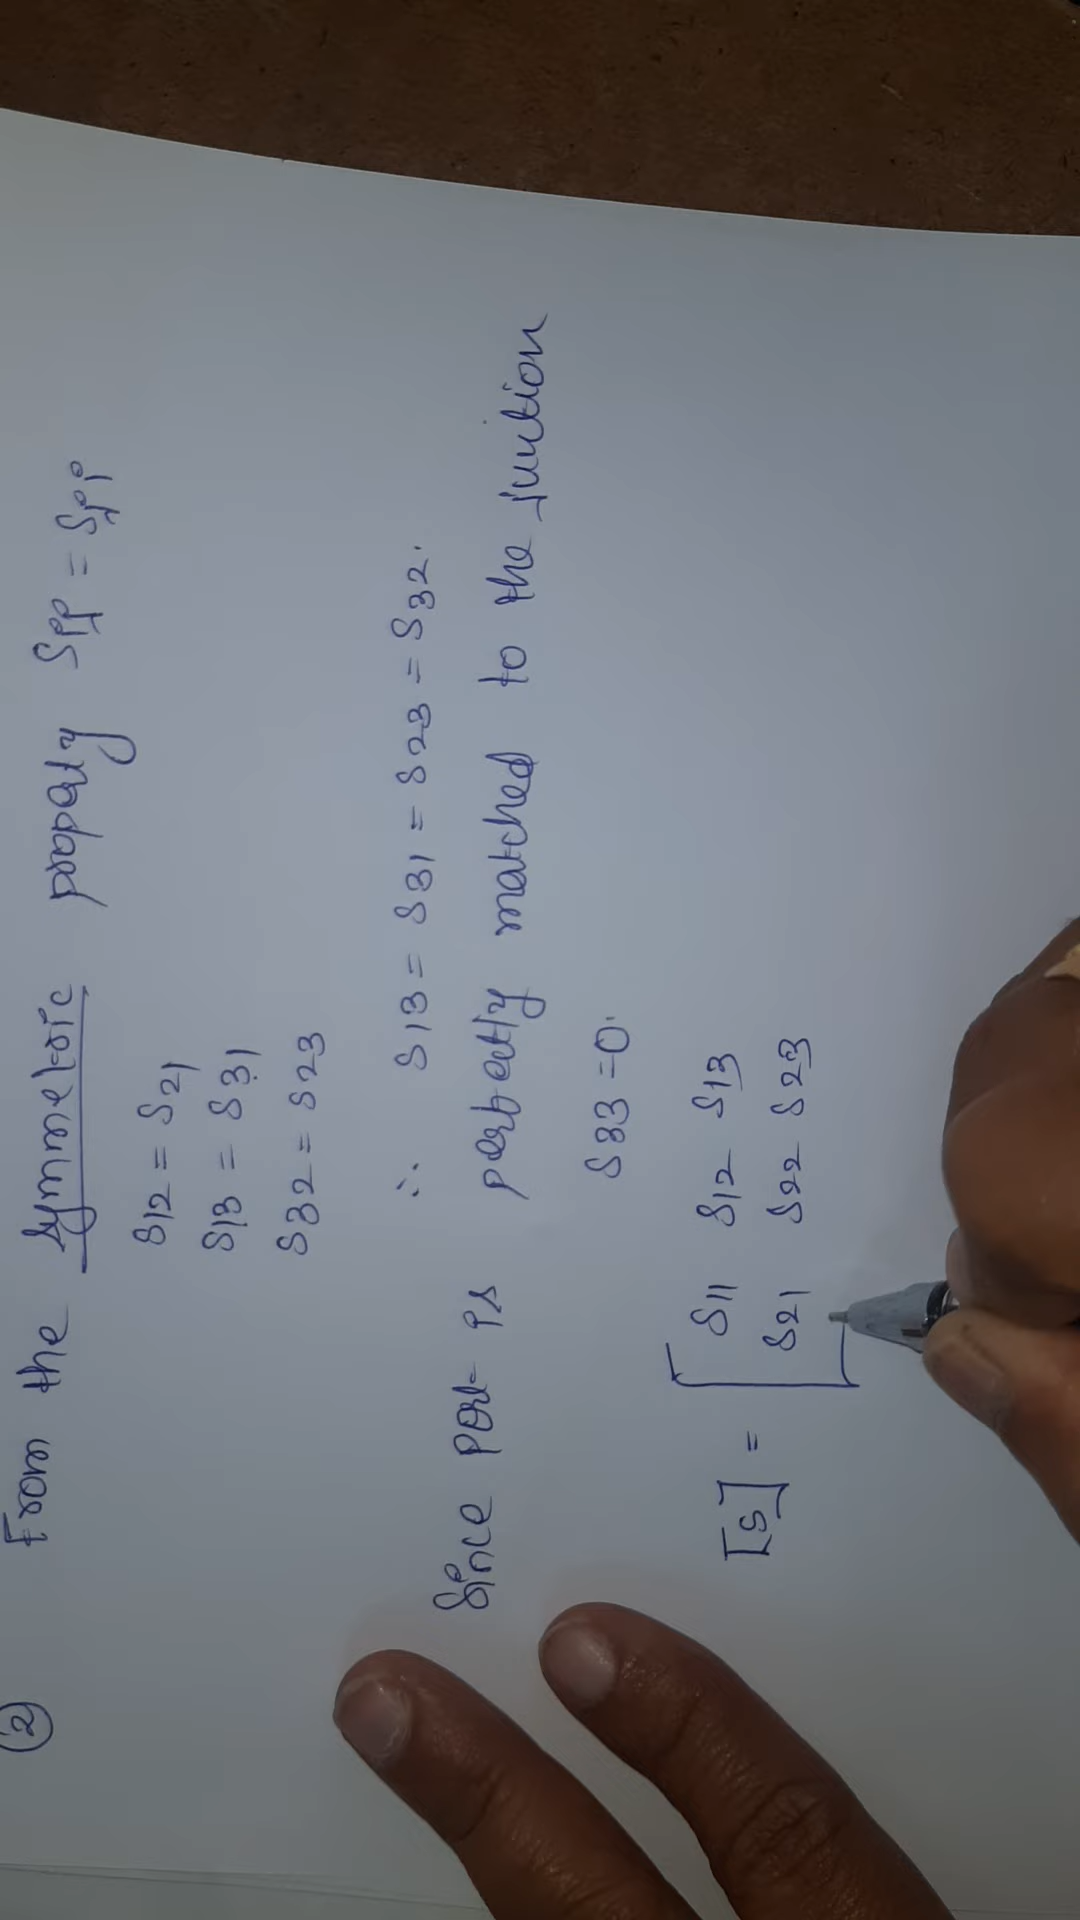 ②
From the Symmetric property Sij = Sji
S12 = S21
S13 = S31
S32 = S23
∴ S13 = S31 = S23 = S32.
Since port is perfectly matched to the junction
S33 = 0.
[S] = [ S11 S12 S13
S21 S22 S23